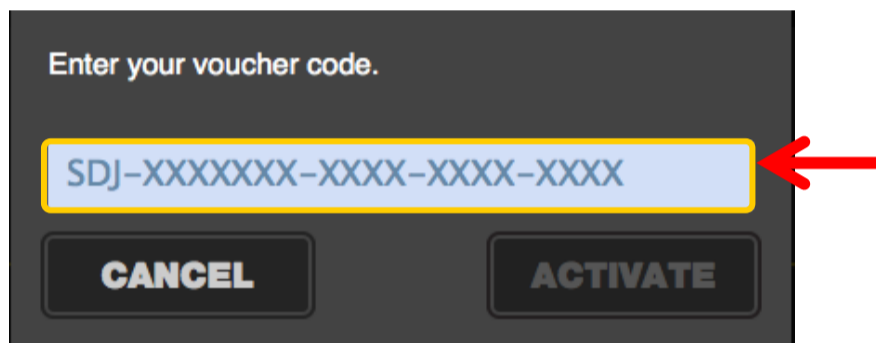 Enter your voucher code.
SDJ-XXXXXXX-XXXX-XXXX-XXXX
CANCEL ACTIVATE